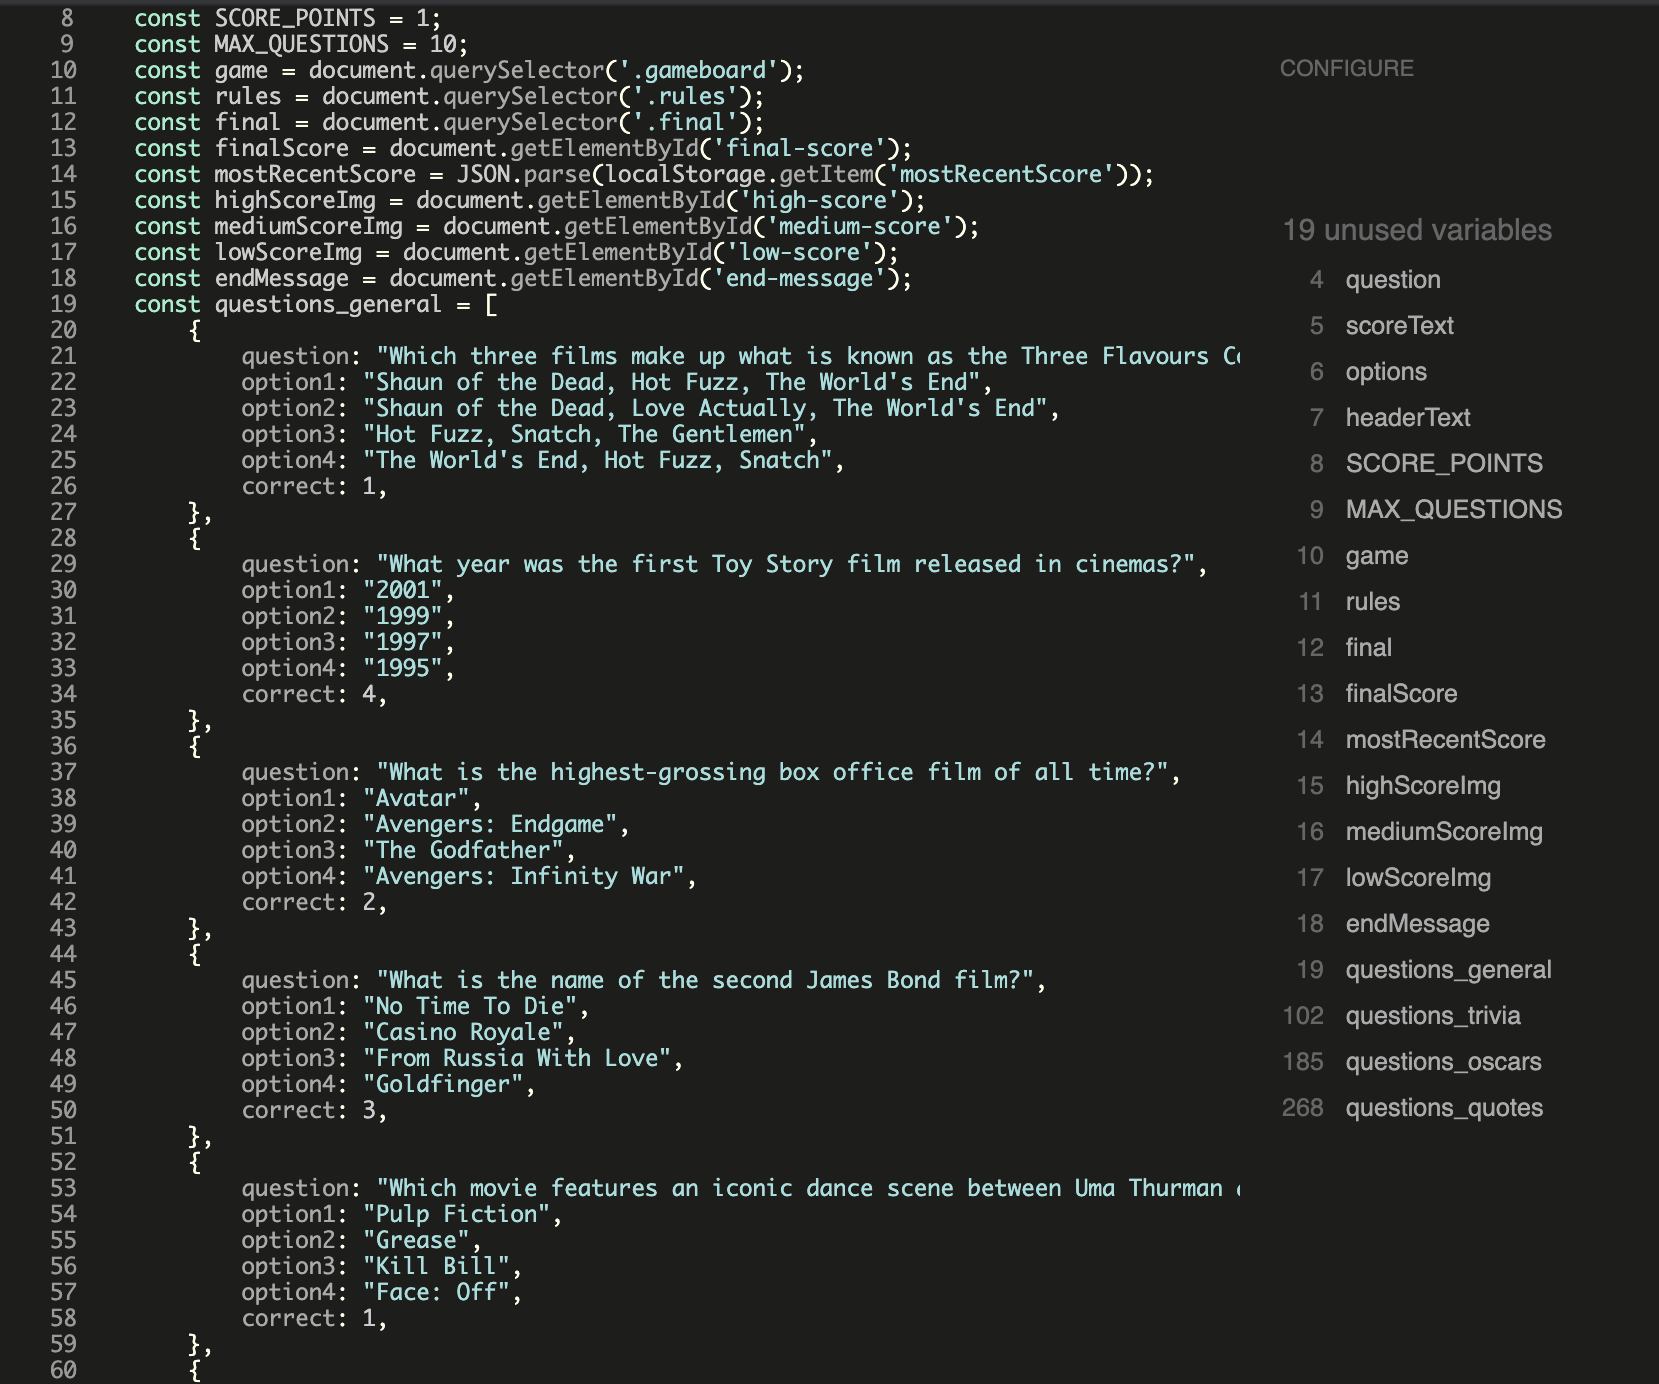 8 const SCORE_POINTS = 1;
9 const MAX_QUESTIONS = 10;
10 const game = document.querySelector('.gameboard');
11 const rules = document.querySelector('.rules');
12 const final = document.querySelector('.final');
13 const finalScore = document.getElementById('final-score');
14 const mostRecentScore = JSON.parse(localStorage.getItem('mostRecentScore'));
15 const highScoreImg = document.getElementById('high-score');
16 const mediumScoreImg = document.getElementById('medium-score');
17 const lowScoreImg = document.getElementById('low-score');
18 const endMessage = document.getElementById('end-message');
19 const questions_general = [
20 {
21 question: "Which three films make up what is known as the Three Flavours
22 option1: "Shaun of the Dead, Hot Fuzz, The World's End",
23 option2: "Shaun of the Dead, Love Actually, The World's End",
24 option3: "Hot Fuzz, Snatch, The Gentlemen",
25 option4: "The World's End, Hot Fuzz, Snatch",
26 correct: 1,
27 },
28 {
29 question: "What year was the first Toy Story film released in cinemas?",
30 option1: "2001",
31 option2: "1999",
32 option3: "1997",
33 option4: "1995",
34 correct: 4,
35 },
36 {
37 question: "What is the highest-grossing box office film of all time?",
38 option1: "Avatar",
39 option2: "Avengers: Endgame",
40 option3: "The Godfather",
41 option4: "Avengers: Infinity War",
42 correct: 2,
43 },
44 {
45 question: "What is the name of the second James Bond film?",
46 option1: "No Time To Die",
47 option2: "Casino Royale",
48 option3: "From Russia With Love",
49 option4: "Goldfinger",
50 correct: 3,
51 },
52 {
53 question: "Which movie features an iconic dance scene between Uma Thurman
54 option1: "Pulp Fiction",
55 option2: "Grease",
56 option3: "Kill Bill",
57 option4: "Face: Off",
58 correct: 1,
59 },
60 {
CONFIGURE
19 unused variables
4 question
5 scoreText
6 options
7 headerText
8 SCORE_POINTS
9 MAX_QUESTIONS
10 game
11 rules
12 final
13 finalScore
14 mostRecentScore
15 highScoreImg
16 mediumScoreImg
17 lowScoreImg
18 endMessage
19 questions_general
102 questions_trivia
185 questions_oscars
268 questions_quotes